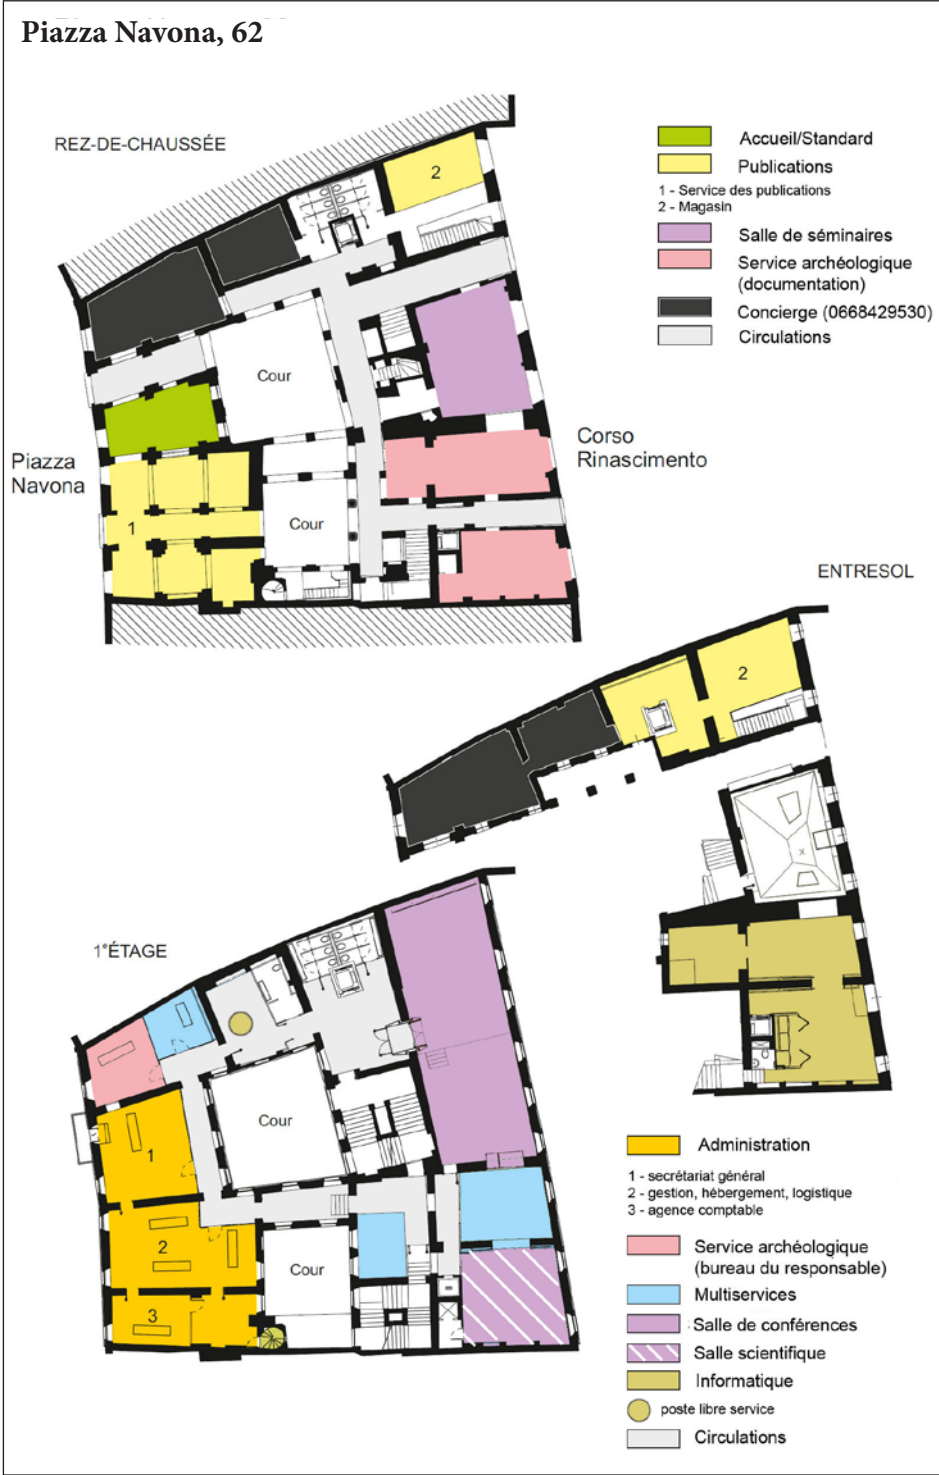 Piazza Navona, 62
REZ-DE-CHAUSSÉE
Accueil/Standard
Publications
1 - Service des publications
2 - Magasin
Salle de séminaires
Service archéologique
(documentation)
Concierge (0668429530)
Circulations
2
Cour
Piazza
Navona
Corso
Rinascimento
1
Cour
ENTRESOL
2
1°ÉTAGE
Cour
1
2
Cour
3
Administration
1 - secrétariat général
2 - gestion, hébergement, logistique
3 - agence comptable
Service archéologique
(bureau du responsable)
Multiservices
Salle de conférences
Salle scientifique
Informatique
poste libre service
Circulations